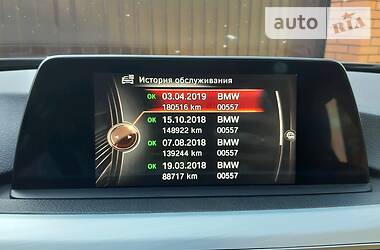 auto RIA
История обслуживания
OK 03.04.2019 BMW
180516 km 00557
OK 15.10.2018 BMW
148922 km 00557
OK 07.08.2018 BMW
139244 km 00557
OK 19.03.2018 BMW
88717 km 00557